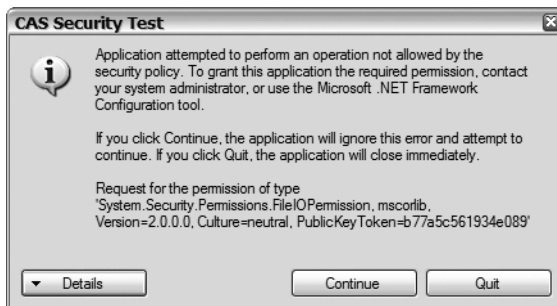 CAS Security Test
Application attempted to perform an operation not allowed by the
security policy. To grant this application the required permission, contact
your system administrator, or use the Microsoft .NET Framework
Configuration tool.
If you click Continue, the application will ignore this error and attempt to
continue. If you click Quit, the application will close immediately.
Request for the permission of type
'System.Security.Permissions.FileIOPermission, mscorlib,
Version=2.0.0.0, Culture=neutral, PublicKeyToken=b77a5c561934e089'
Details
Continue
Quit